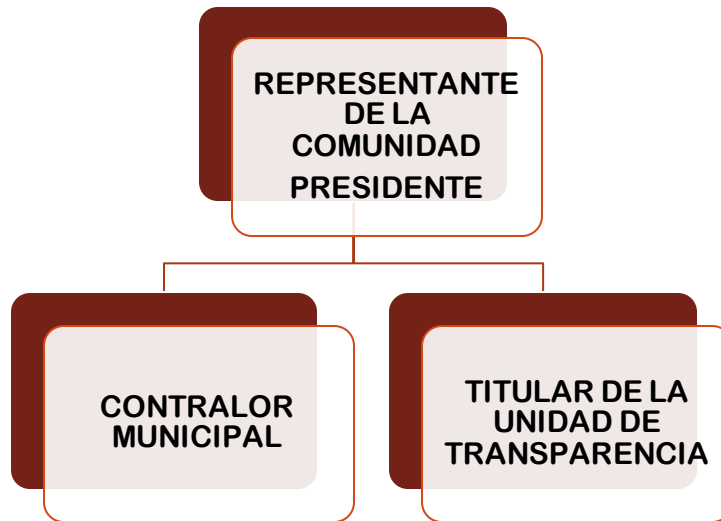 REPRESENTANTE
DE LA
COMUNIDAD
PRESIDENTE
CONTRALOR
MUNICIPAL
TITULAR DE LA
UNIDAD DE
TRANSPARENCIA